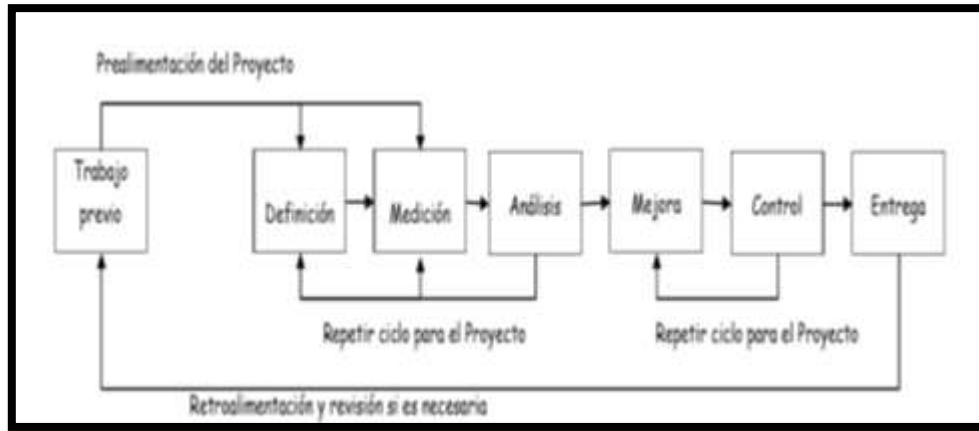 Prealimentación del Proyecto
Trabajo
previo
Definición
Medición
Análisis
Mejora
Control
Entrega
Repetir ciclo para el Proyecto
Repetir ciclo para el Proyecto
Retroalimentación y revisión si es necesaria